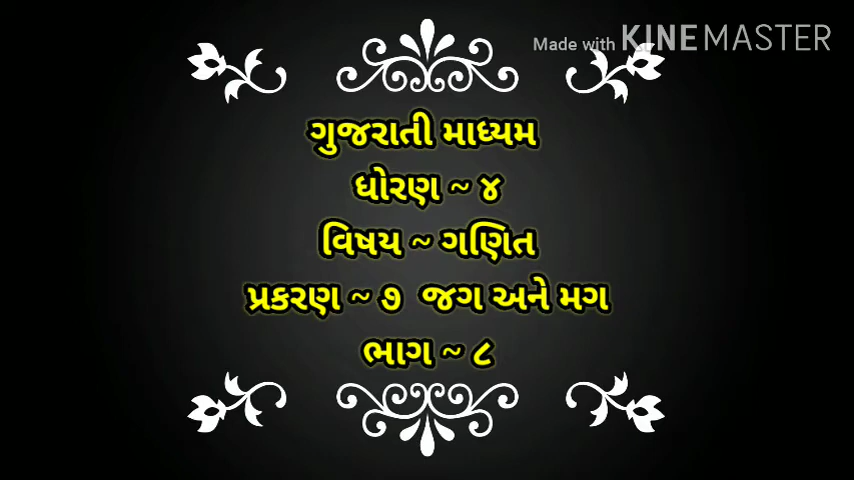 Made with KINEMASTER
ગુજરાતી માધ્યમ
ધોરણ ~ ૪
વિષય ~ ગણિત
પ્રકરણ ~ ૭ જગ અને મગ
ભાગ ~ ૮